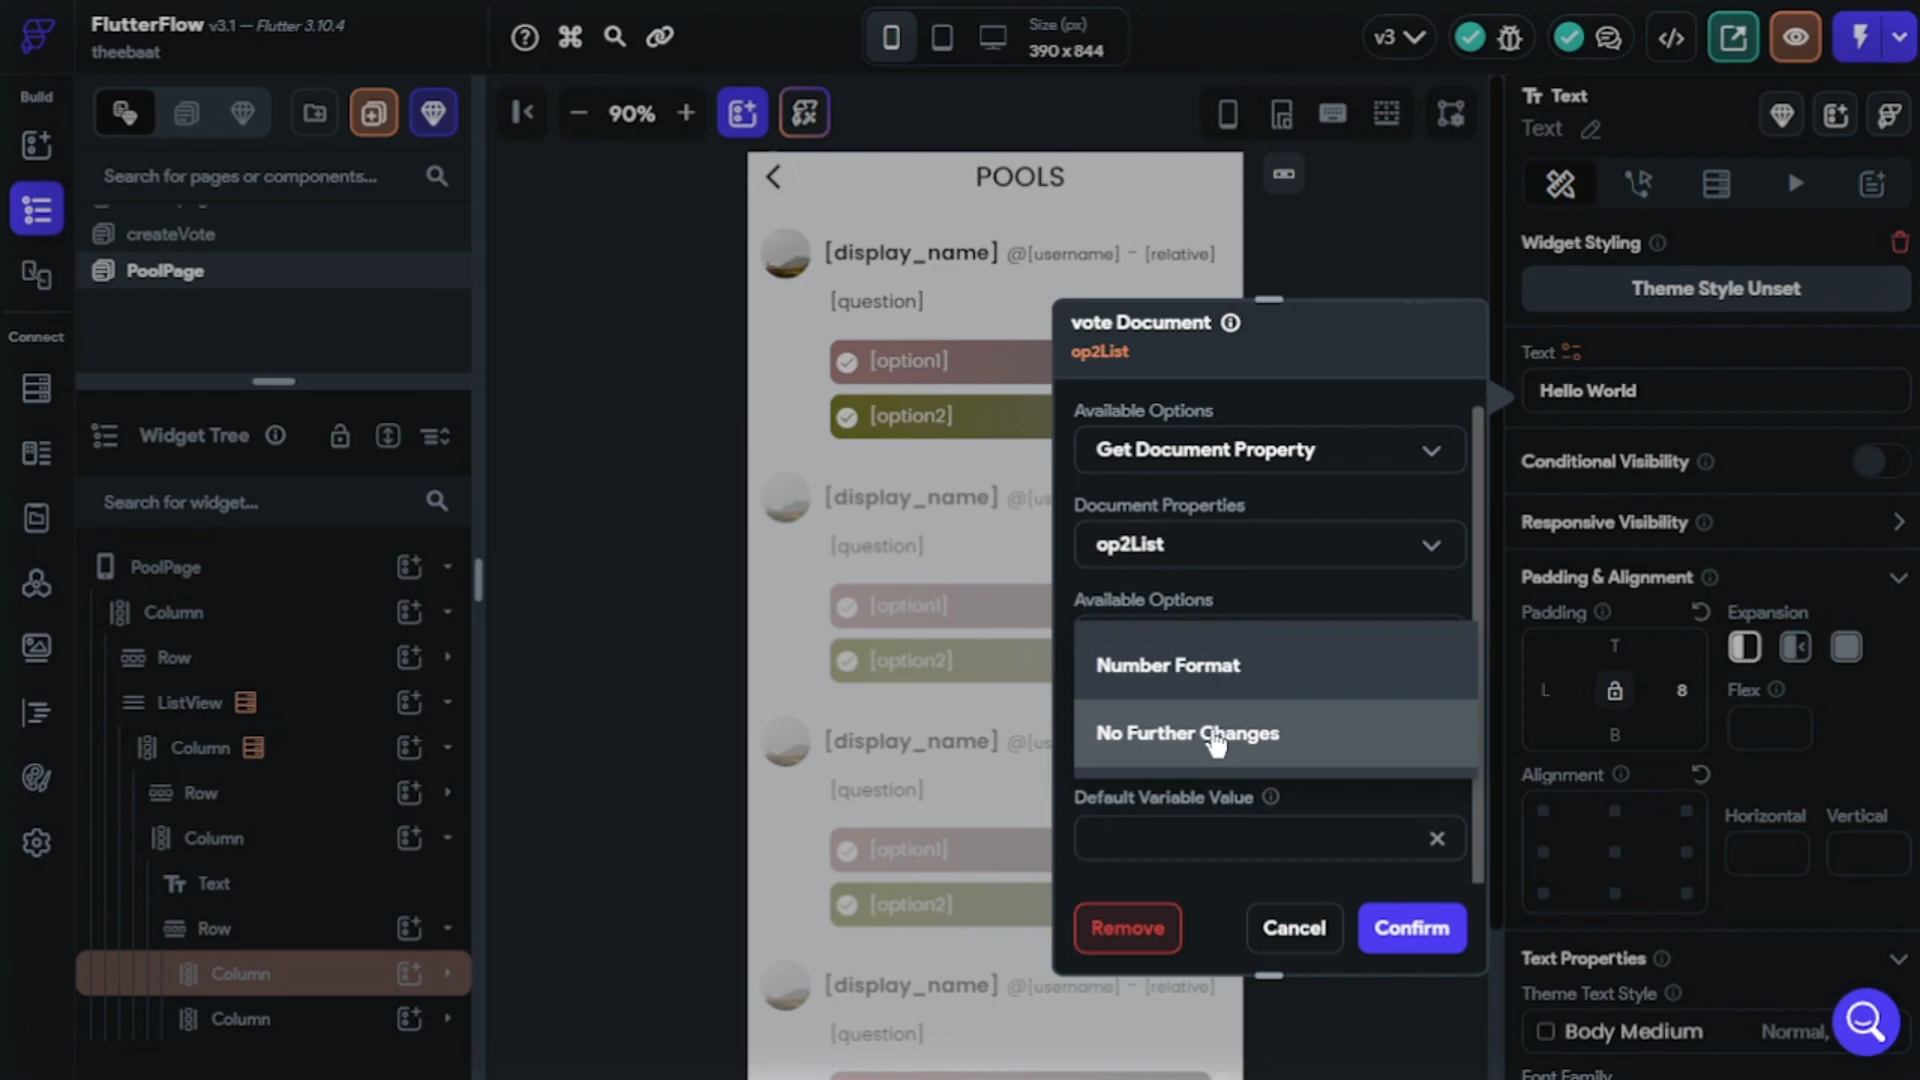 FlutterFlow v3.1 – Flutter 3.10.4
theebaat
Size (px)
390 x 844
v3
Build
Connect
Search for pages or components...
createVote
PoolPage
Widget Tree
Search for widget...
PoolPage
Column
Row
ListView
Column
Row
Column
Text
Row
Column
Column
90%
POOLS
[display_name] @[username] - [relative]
[question]
[option1]
[option2]
[display_name] @[us
[question]
[option1]
[option2]
[display_name] @[us
[question]
[option1]
[option2]
[display_name] @[username] - [relative]
[question]
vote Document
op2List
Available Options
Get Document Property
Document Properties
op2List
Available Options
Number Format
No Further Changes
Default Variable Value
Remove
Cancel
Confirm
Tт Text
Text
Widget Styling
Theme Style Unset
Text
Hello World
Conditional Visibility
Responsive Visibility
Padding & Alignment
Padding
Expansion
T
L
8
B
Flex
Alignment
Horizontal
Vertical
Text Properties
Theme Text Style
Body Medium
Normal,
Font Family